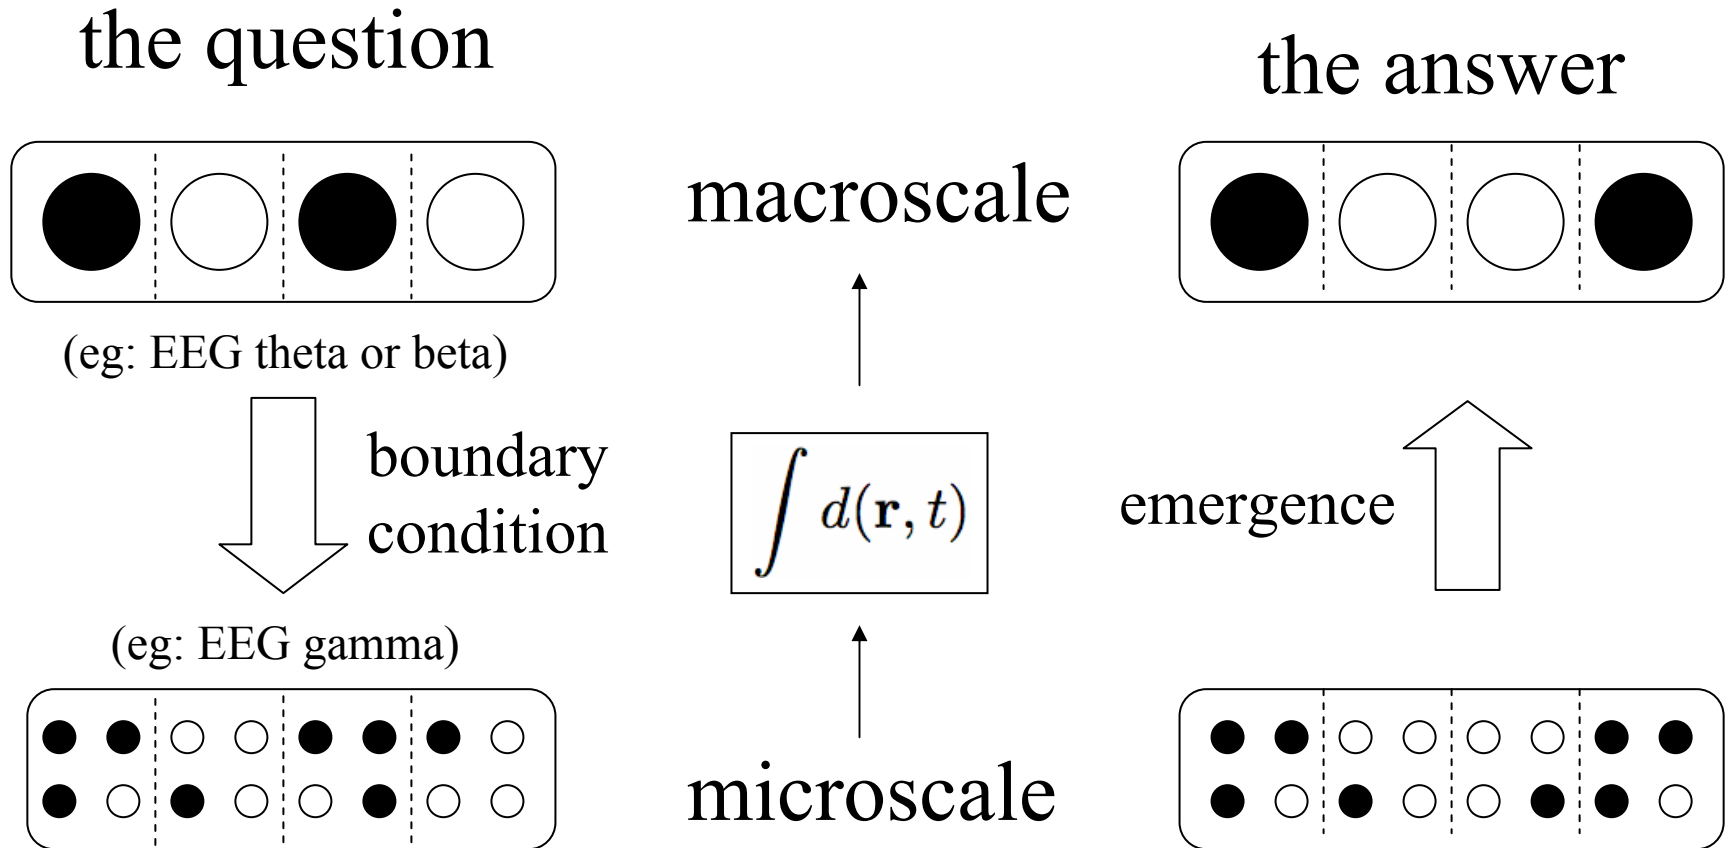 the question
the answer
macroscale
(eg: EEG theta or beta)
boundary
condition
∫ d(r, t)
emergence
(eg: EEG gamma)
microscale